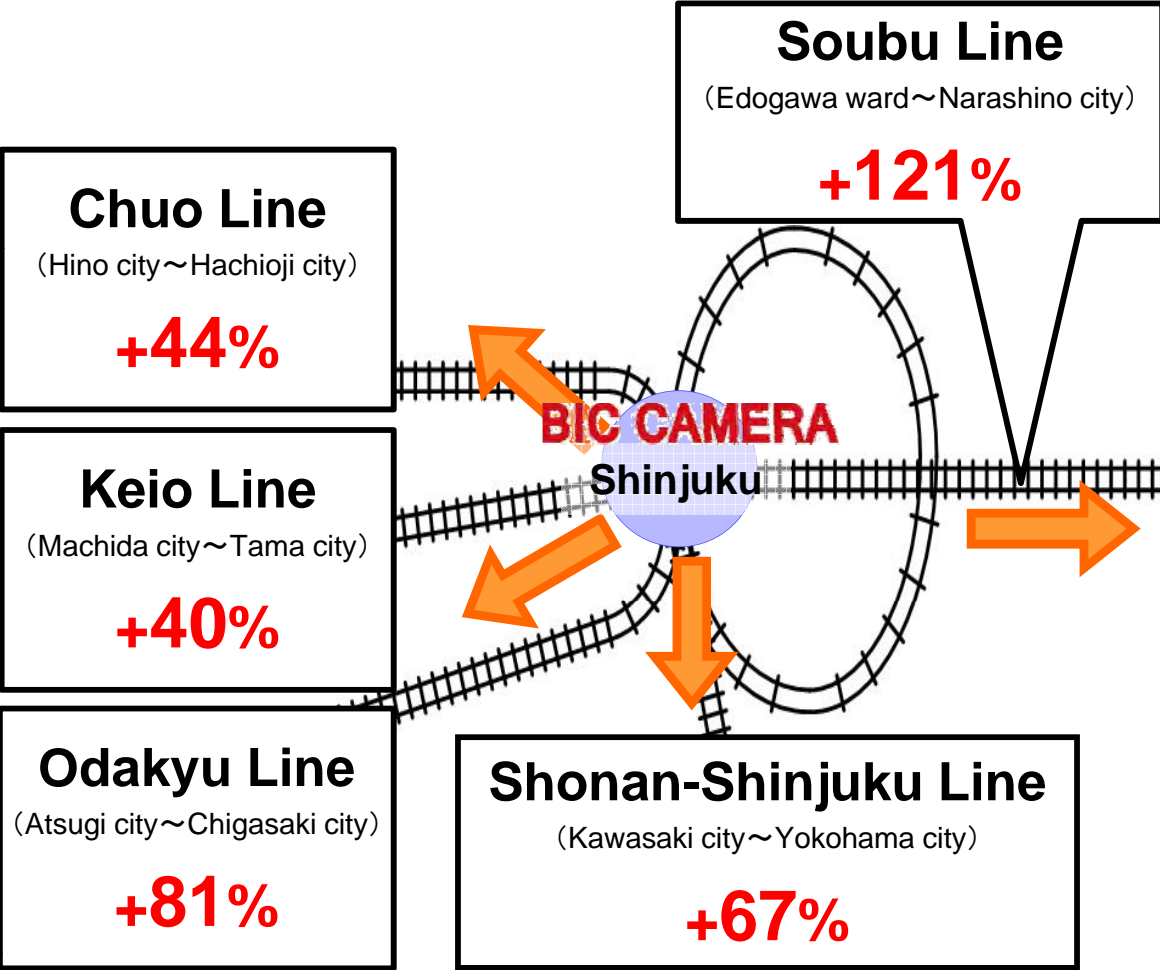 Soubu Line
（Edogawa ward～Narashino city）
+121%
Chuo Line
（Hino city～Hachioji city）
+44%
BIC CAMERA
Shinjuku
Keio Line
（Machida city～Tama city）
+40%
Odakyu Line
（Atsugi city～Chigasaki city）
+81%
Shonan-Shinjuku Line
（Kawasaki city～Yokohama city）
+67%